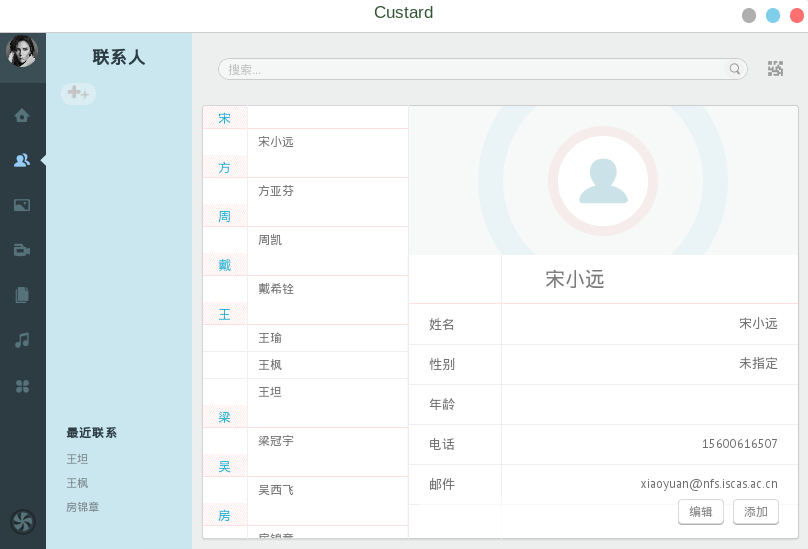 Custard
联系人
搜索...
宋
宋小远
方
方亚芬
周
周凯
戴
戴希铨
王
王瑜
王枫
王坦
梁
梁冠宇
吴
吴西飞
房
房锦章
宋小远
姓名 宋小远
性别 未指定
年龄
电话 15600616507
邮件 xiaoyuan@nfs.iscas.ac.cn
编辑 添加
最近联系
王坦
王枫
房锦章